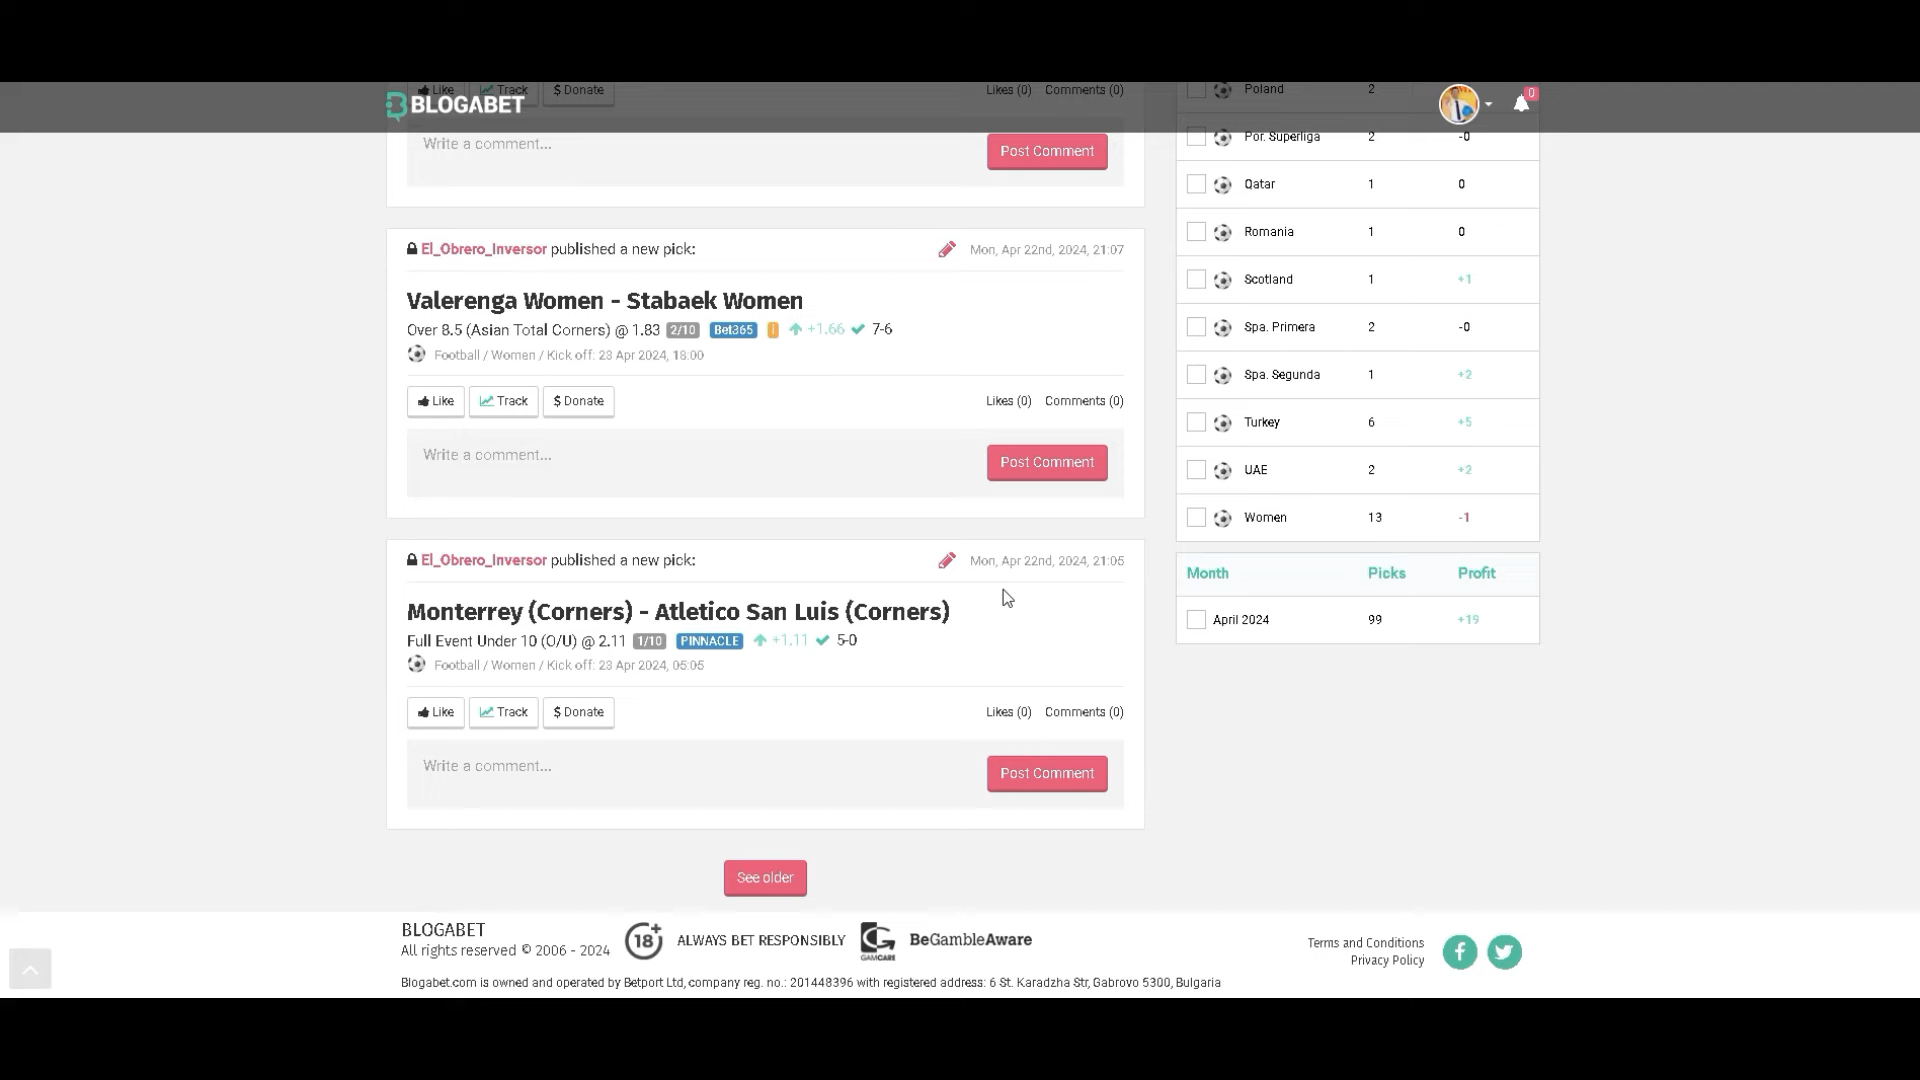 Like Track $ Donate Likes (0) Comments (0)
BLOGABET
0
Write a comment...
Post Comment
El_Obrero_Inversor published a new pick:
Mon, Apr 22nd, 2024, 21:07
Valerenga Women - Stabaek Women
Over 8.5 (Asian Total Corners) @ 1.83 2/10 Bet365 i +1.66 7-6
Football / Women / Kick off: 23 Apr 2024, 18:00
Like Track $ Donate Likes (0) Comments (0)
Write a comment...
Post Comment
El_Obrero_Inversor published a new pick:
Mon, Apr 22nd, 2024, 21:05
Monterrey (Corners) - Atletico San Luis (Corners)
Full Event Under 10 (O/U) @ 2.11 1/10 PINNACLE +1.11 5-0
Football / Women / Kick off: 23 Apr 2024, 05:05
Like Track $ Donate Likes (0) Comments (0)
Write a comment...
Post Comment
See older
Poland 2
Por. Superliga 2 -0
Qatar 1 0
Romania 1 0
Scotland 1 +1
Spa. Primera 2 -0
Spa. Segunda 1 +2
Turkey 6 +5
UAE 2 +2
Women 13 -1
Month Picks Profit
April 2024 99 +19
BLOGABET
All rights reserved © 2006 - 2024
18+
ALWAYS BET RESPONSIBLY
GAMCARE
BeGambleAware
Terms and Conditions
Privacy Policy
Blogabet.com is owned and operated by Betport Ltd, company reg. no.: 201448396 with registered address: 6 St. Karadzha Str, Gabrovo 5300, Bulgaria